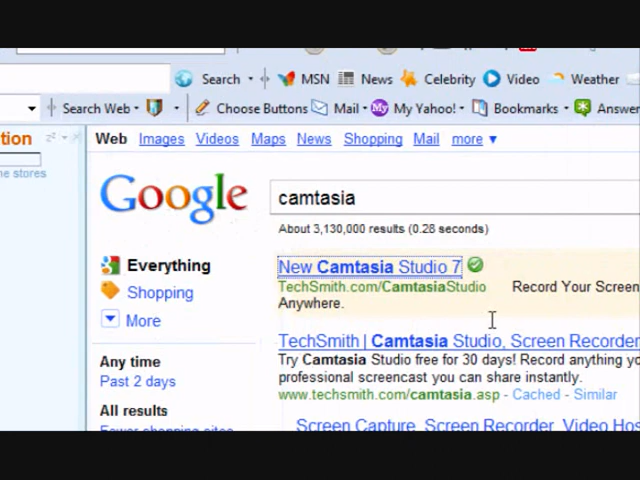 Search MSN News Celebrity Video Weather
Search Web Choose Buttons Mail My Yahoo! Bookmarks Answe
tion
ne stores
Web Images Videos Maps News Shopping Mail more ▼
Google
camtasia
About 3,130,000 results (0.28 seconds)
Everything
Shopping
More
Any time
Past 2 days
All results
Fewer shopping sites
New Camtasia Studio 7
TechSmith.com/CamtasiaStudio Record Your Screen
Anywhere.
TechSmith | Camtasia Studio, Screen Recorder
Try Camtasia Studio free for 30 days! Record anything yo
professional screencast you can share instantly.
www.techsmith.com/camtasia.asp - Cached - Similar
Screen Capture, Screen Recorder, Video Hos